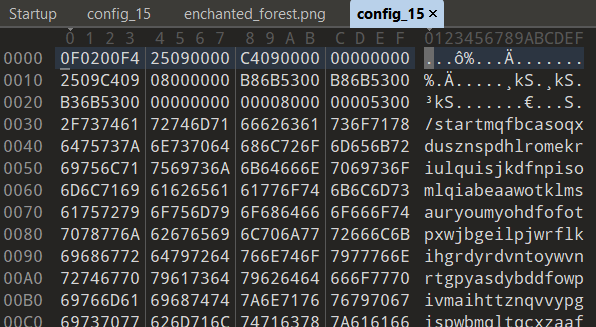 Startup config_15 enchanted_forest.png config_15 ×
0 1 2 3 4 5 6 7 8 9 A B C D E F 0123456789ABCDEF
0000 0F0200F4 25090000 C4090000 00000000 ...ô%...Ä.......
0010 2509C409 08000000 B86B5300 B86B5300 %.Ä.....¸kS.¸kS.
0020 B36B5300 00000000 00008000 00005300 ³kS.......€...S.
0030 2F737461 72746D71 66626361 736F7178 /startmqfbcasoqx
0040 6475737A 6E737064 686C726F 6D656B72 dusznspdhlromekr
0050 69756C71 7569736A 6B64666E 7069736F iulquisjkdfnpiso
0060 6D6C7169 61626561 61776F74 6B6C6D73 mlqiabeaawotklms
0070 61757279 6F756D79 6F686466 6F666F74 auryoumyohdfofot
0080 7078776A 62676569 6C706A77 72666C6B pxwjbgeilpjwrflk
0090 69686772 64797264 766E746F 7977766E ihgrdyrdvntoywvn
00A0 72746770 79617364 79626464 666F7770 rtgpyasdybddfowp
00B0 69766D61 69687474 7A6E7176 76797067 ivmaihttznqvvypg
00C0 69737077 626D716C 74716378 7A616166 ispwbmqltqcxzaaf